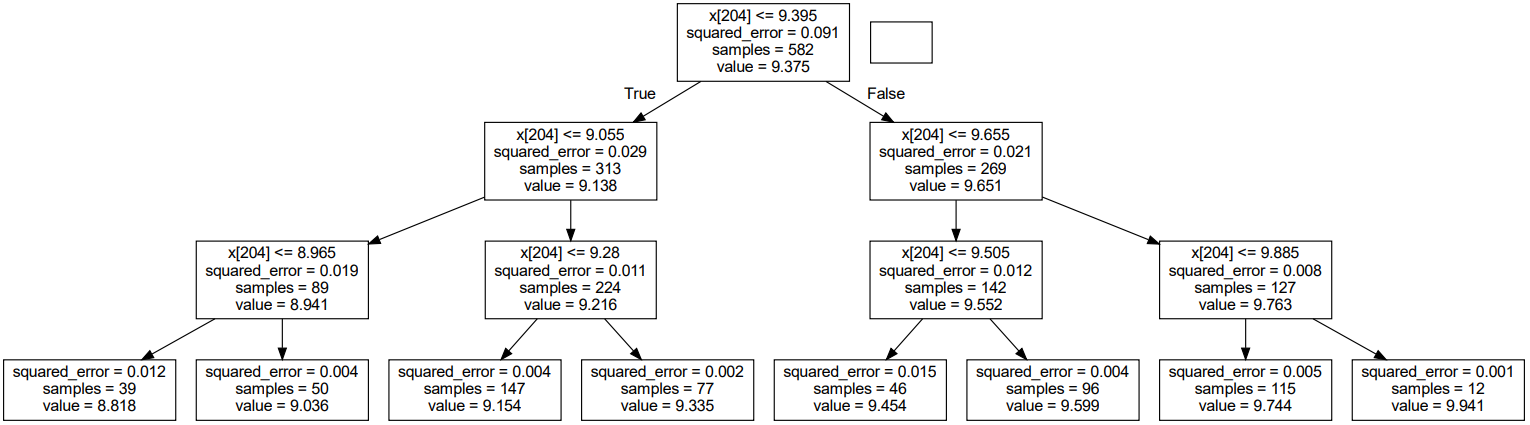 x[204] <= 9.395
squared_error = 0.091
samples = 582
value = 9.375
True
False
x[204] <= 9.055
squared_error = 0.029
samples = 313
value = 9.138
x[204] <= 9.655
squared_error = 0.021
samples = 269
value = 9.651
x[204] <= 8.965
squared_error = 0.019
samples = 89
value = 8.941
x[204] <= 9.28
squared_error = 0.011
samples = 224
value = 9.216
x[204] <= 9.505
squared_error = 0.012
samples = 142
value = 9.552
x[204] <= 9.885
squared_error = 0.008
samples = 127
value = 9.763
squared_error = 0.012
samples = 39
value = 8.818
squared_error = 0.004
samples = 50
value = 9.036
squared_error = 0.004
samples = 147
value = 9.154
squared_error = 0.002
samples = 77
value = 9.335
squared_error = 0.015
samples = 46
value = 9.454
squared_error = 0.004
samples = 96
value = 9.599
squared_error = 0.005
samples = 115
value = 9.744
squared_error = 0.001
samples = 12
value = 9.941